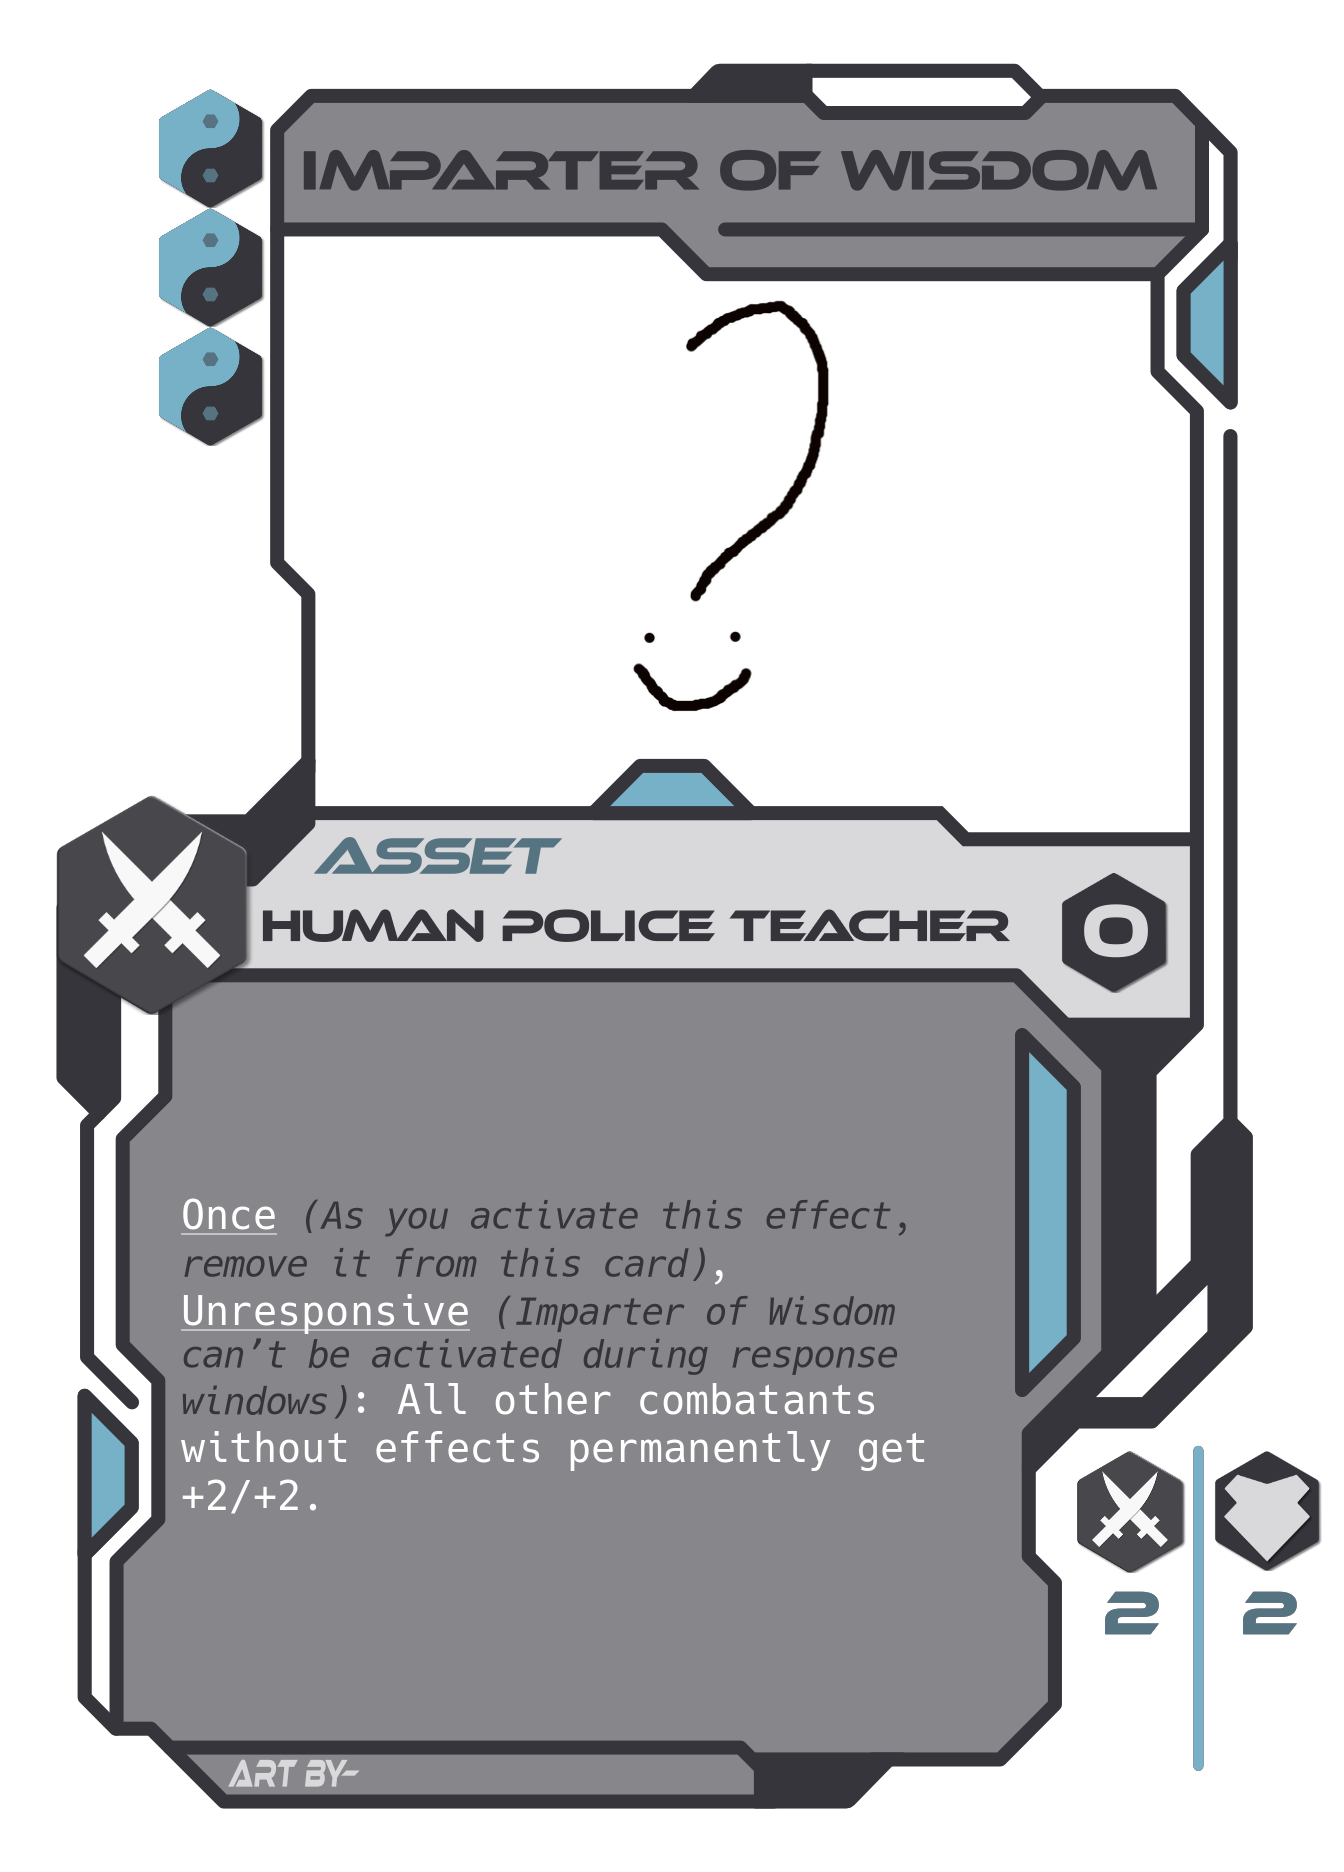 IMPARTER OF WISDOM
ASSET
HUMAN POLICE TEACHER
0
Once (As you activate this effect,
remove it from this card),
Unresponsive (Imparter of Wisdom
can’t be activated during response
windows): All other combatants
without effects permanently get
+2/+2.
2 2
ART BY-